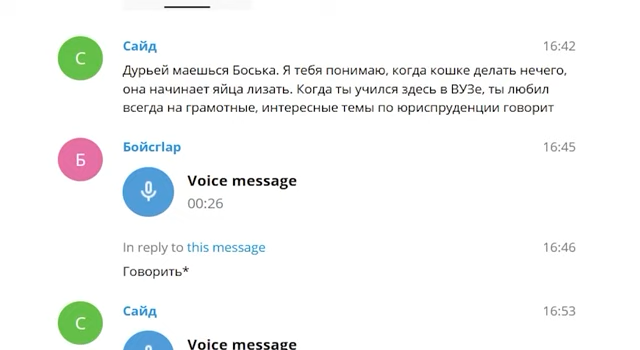 Сайд 16:42
Дурьей маешься Боська. Я тебя понимаю, когда кошке делать нечего,
она начинает яйца лизать. Когда ты учился здесь в ВУЗе, ты любил
всегда на грамотные, интересные темы по юриспруденции говорит
С
БойсгӀар 16:45
Б
Voice message
00:26
In reply to this message 16:46
Говорить*
Сайд 16:53
С
Voice message